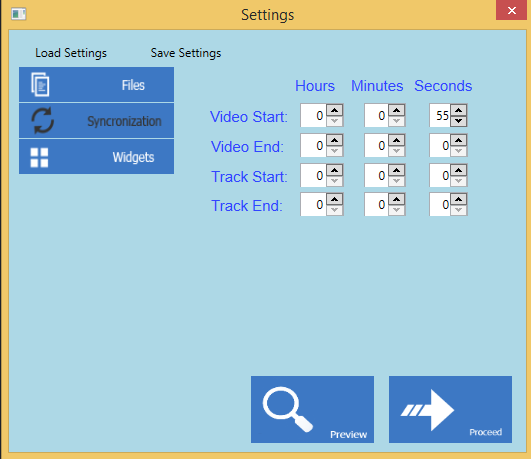 Settings
Load Settings Save Settings
Files
Syncronization
Widgets
Hours Minutes Seconds
Video Start: 0 0 55
Video End: 0 0 0
Track Start: 0 0 0
Track End: 0 0 0
Preview
Proceed